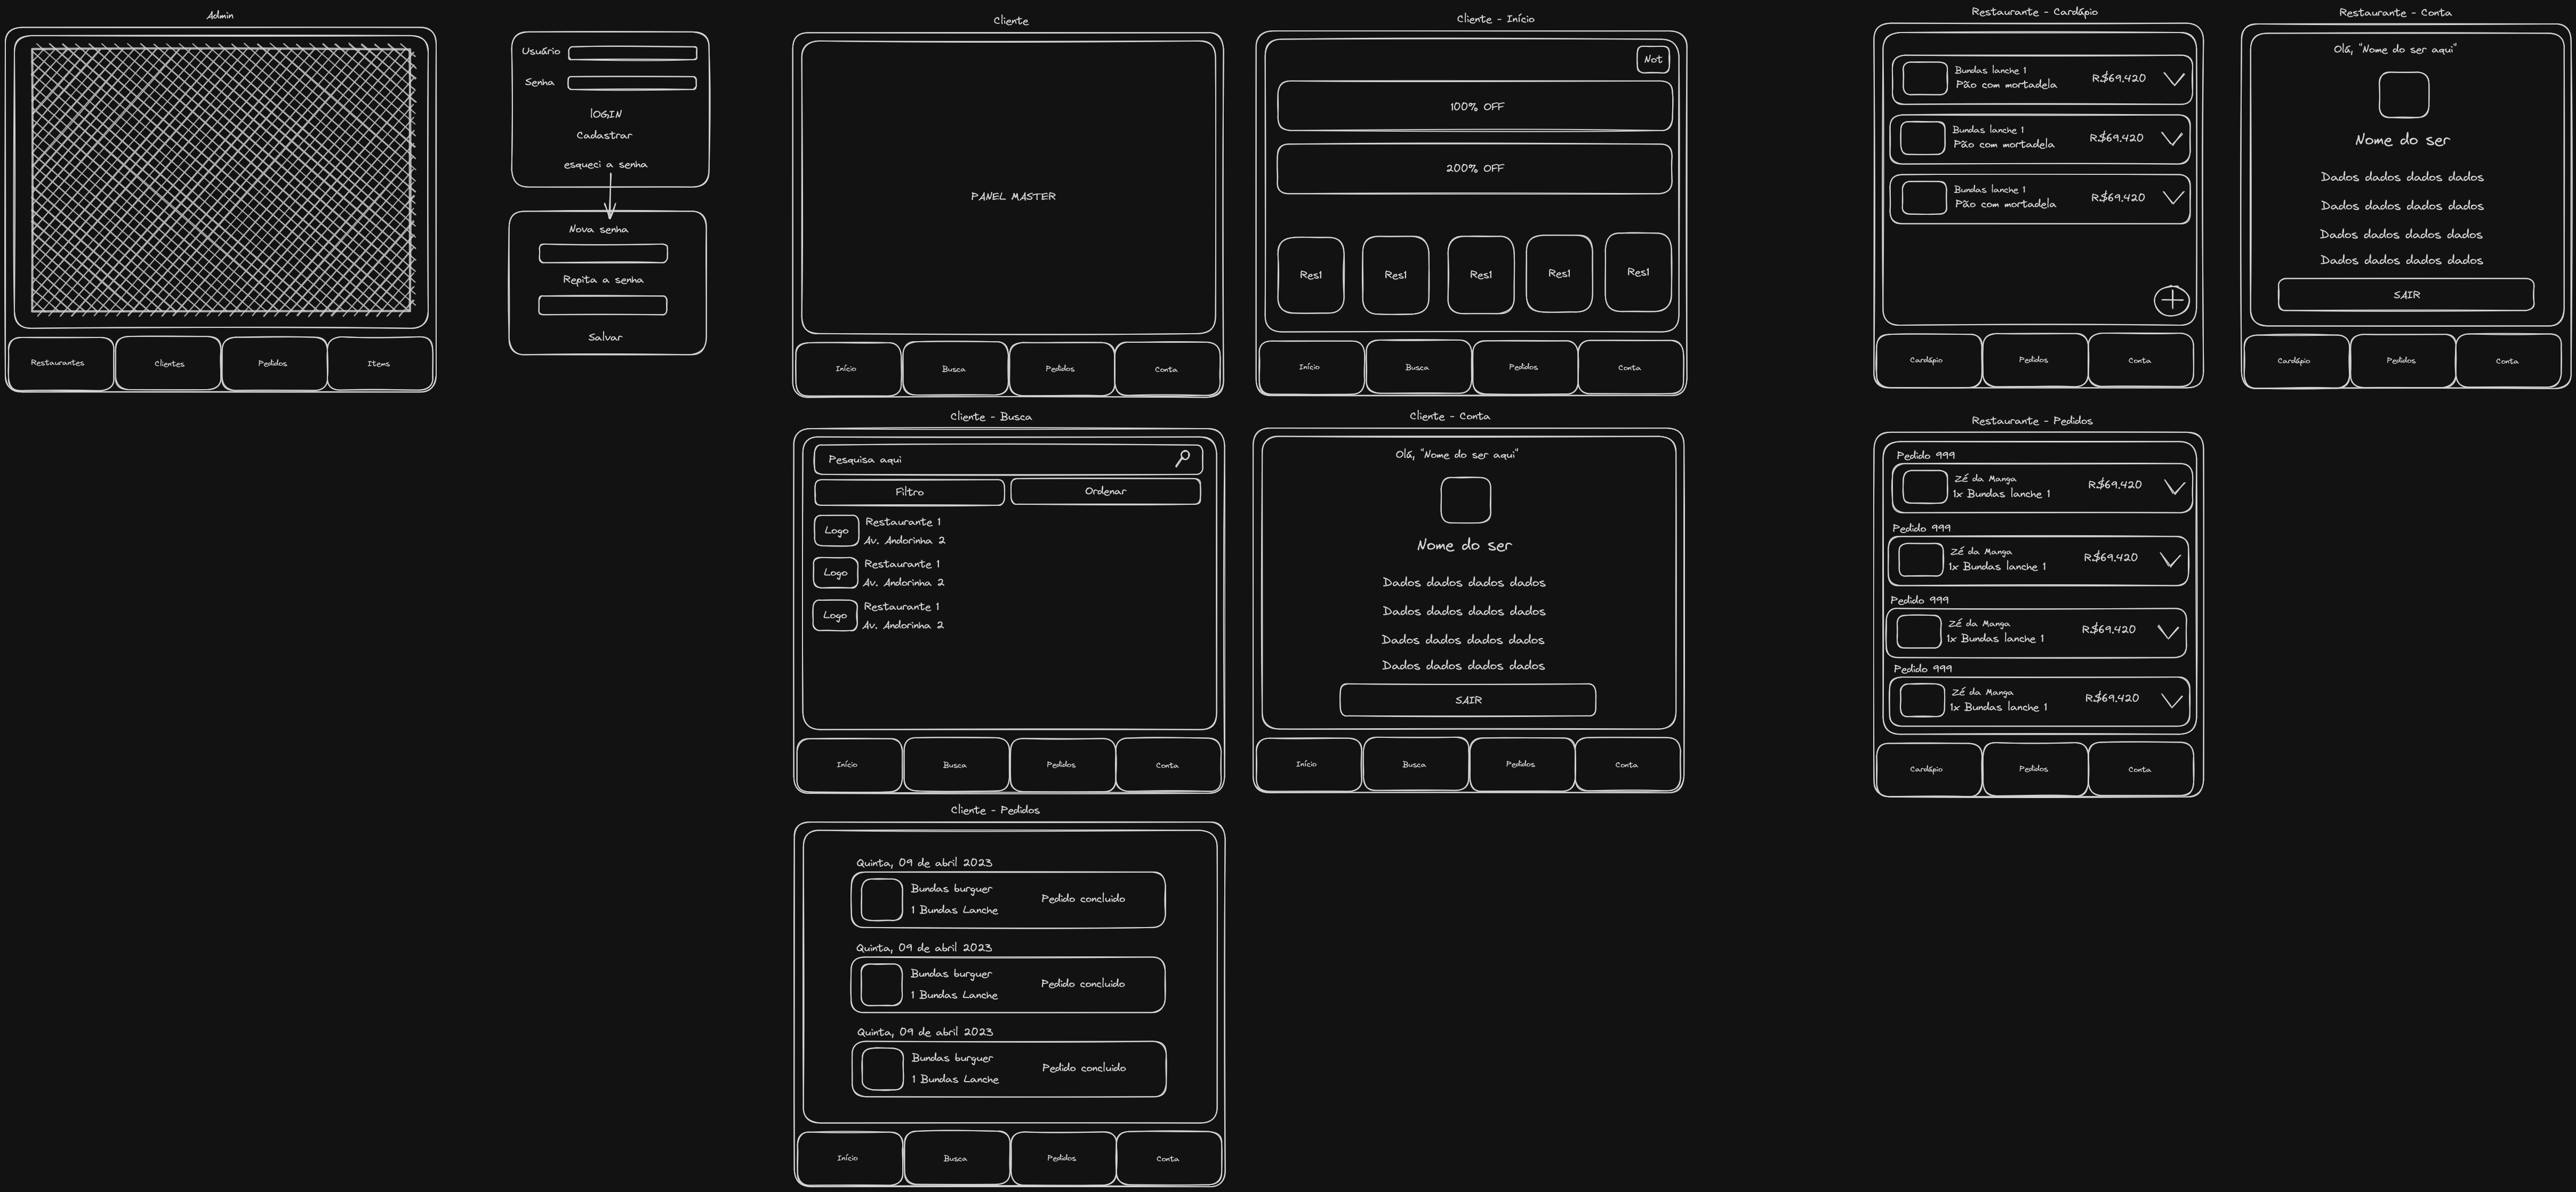 Admin
Restaurantes
Clientes
Pedidos
Items
Usuário
Senha
lOGIN
Cadastrar
esqueci a senha
Nova senha
Repita a senha
Salvar
Cliente
PANEL MASTER
Início
Busca
Pedidos
Conta
Cliente - Início
Not
100% OFF
200% OFF
Res1
Res1
Res1
Res1
Res1
Início
Busca
Pedidos
Conta
Cliente - Busca
Pesquisa aqui
Filtro
Ordenar
Logo
Restaurante 1
Av. Andorinha 2
Logo
Restaurante 1
Av. Andorinha 2
Logo
Restaurante 1
Av. Andorinha 2
Início
Busca
Pedidos
Conta
Cliente - Conta
Olá, "Nome do ser aqui"
Nome do ser
Dados dados dados dados
Dados dados dados dados
Dados dados dados dados
Dados dados dados dados
SAIR
Início
Busca
Pedidos
Conta
Cliente - Pedidos
Quinta, 09 de abril 2023
Bundas burguer
1 Bundas Lanche
Pedido concluido
Quinta, 09 de abril 2023
Bundas burguer
1 Bundas Lanche
Pedido concluido
Quinta, 09 de abril 2023
Bundas burguer
1 Bundas Lanche
Pedido concluido
Início
Busca
Pedidos
Conta
Restaurante - Cardápio
Bundas lanche 1
Pão com mortadela
R$69.420
Bundas lanche 1
Pão com mortadela
R$69.420
Bundas lanche 1
Pão com mortadela
R$69.420
Cardápio
Pedidos
Conta
Restaurante - Conta
Olá, "Nome do ser aqui"
Nome do ser
Dados dados dados dados
Dados dados dados dados
Dados dados dados dados
Dados dados dados dados
SAIR
Cardápio
Pedidos
Conta
Restaurante - Pedidos
Pedido 999
ZÉ da Manga
1x Bundas lanche 1
R$69.420
Pedido 999
ZÉ da Manga
1x Bundas lanche 1
R$69.420
Pedido 999
ZÉ da Manga
1x Bundas lanche 1
R$69.420
Pedido 999
ZÉ da Manga
1x Bundas lanche 1
R$69.420
Cardápio
Pedidos
Conta